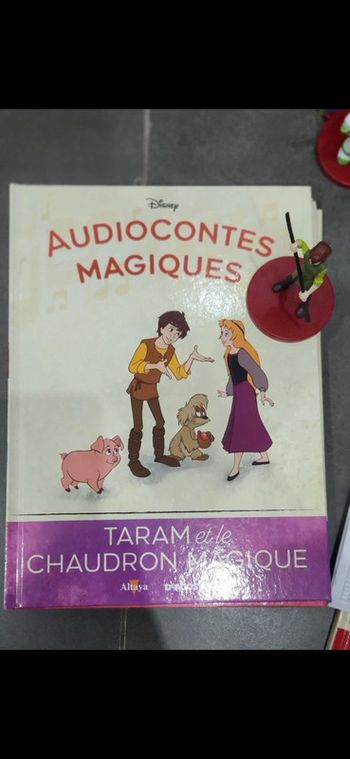 Disney
AUDIOCONTES
MAGIQUES
TARAM et le
CHAUDRON MAGIQUE
Altaya